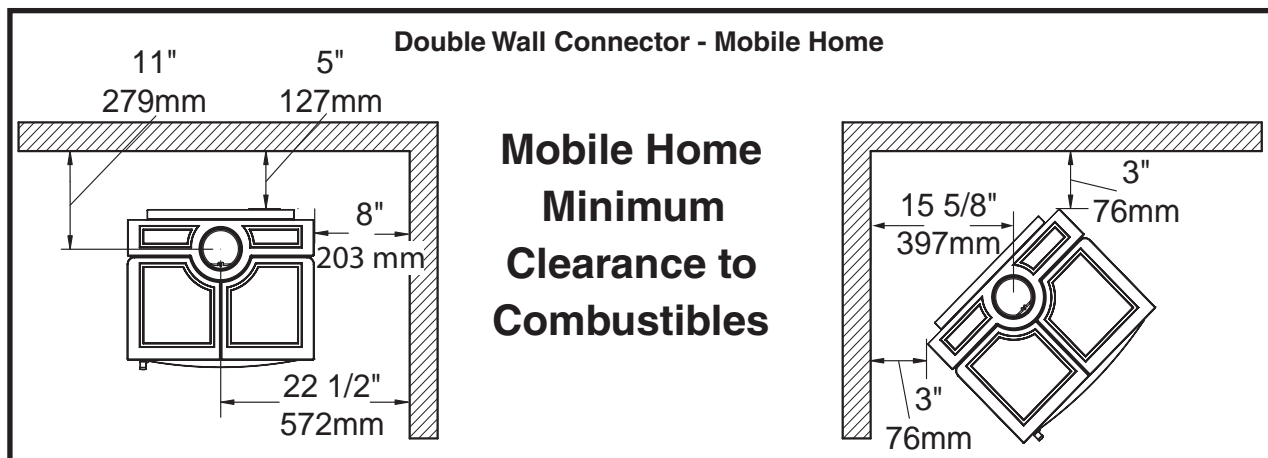 Double Wall Connector - Mobile Home
11"
279mm
5"
127mm
8"
203 mm
22 1/2"
572mm
Mobile Home
Minimum
Clearance to
Combustibles
15 5/8"
397mm
3"
76mm
3"
76mm